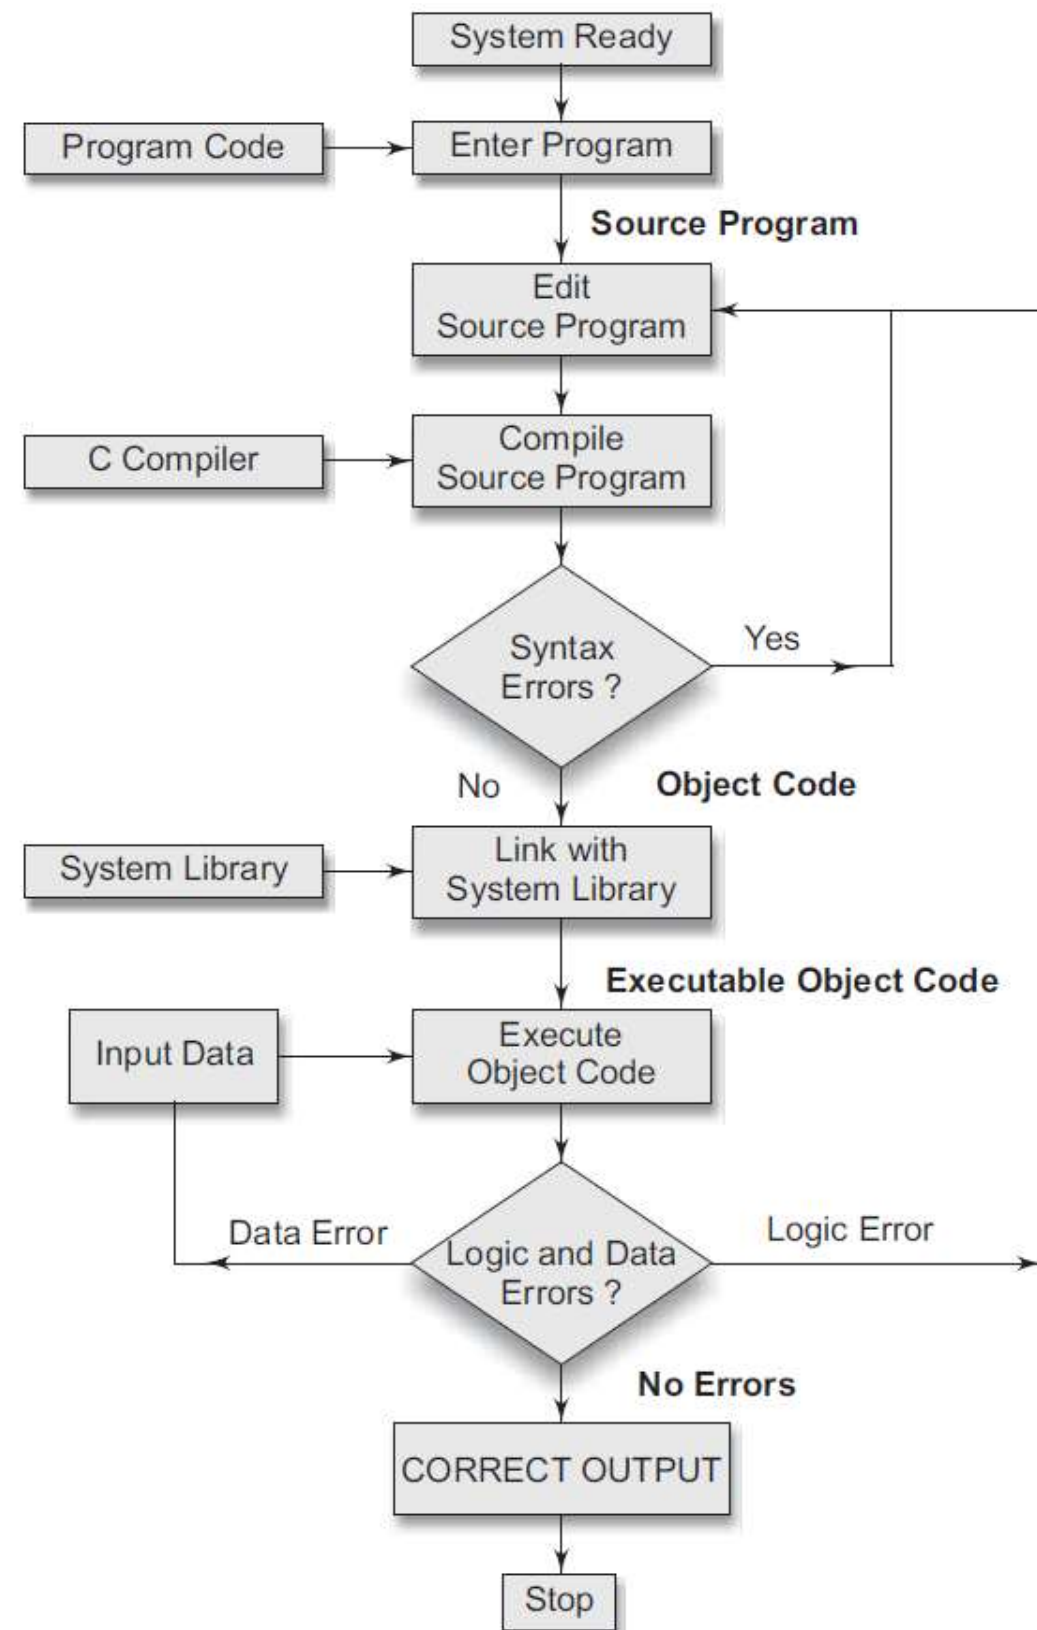 System Ready
Program Code
Enter Program
Source Program
Edit
Source Program
C Compiler
Compile
Source Program
Syntax
Errors ?
Yes
No
Object Code
System Library
Link with
System Library
Executable Object Code
Input Data
Execute
Object Code
Data Error
Logic and Data
Errors ?
Logic Error
No Errors
CORRECT OUTPUT
Stop